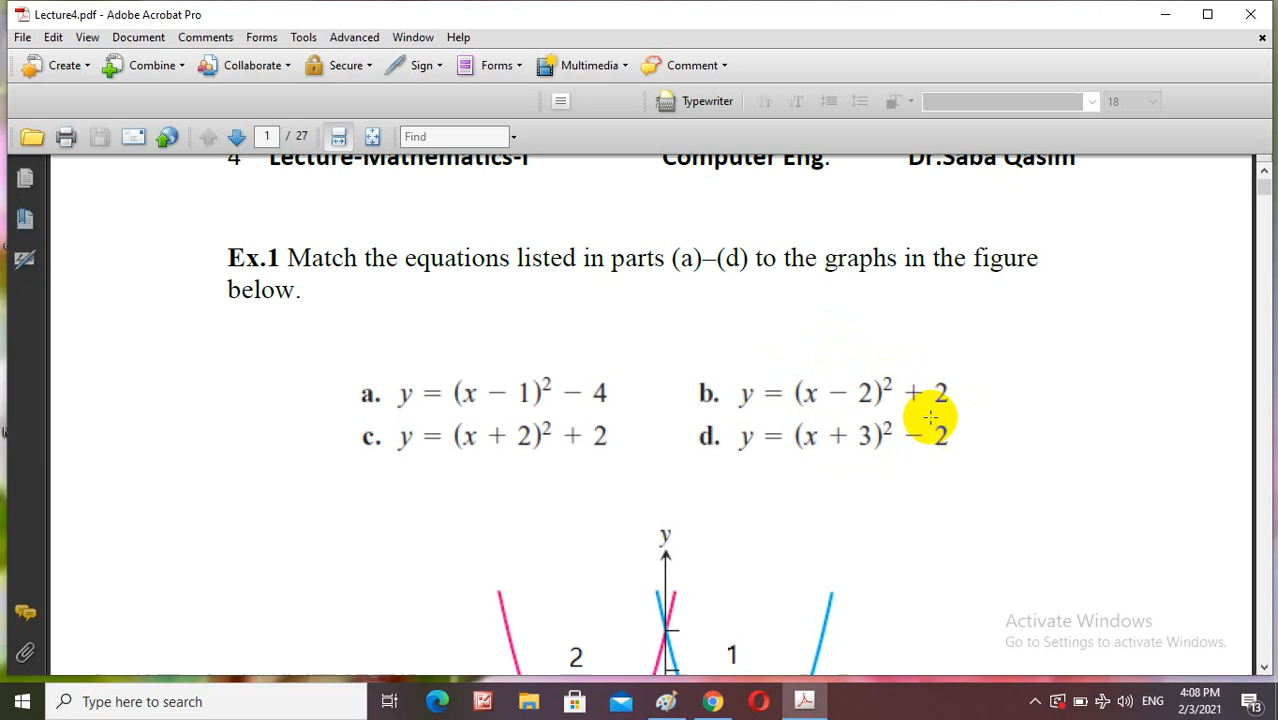 Lecture4.pdf - Adobe Acrobat Pro
File Edit View Document Comments Forms Tools Advanced Window Help
Create Combine Collaborate Secure Sign Forms Multimedia Comment
Typewriter 18
1 / 27 Find
4 Lecture-Mathematics-I Computer Eng. Dr.Saba Qasim
Ex.1 Match the equations listed in parts (a)–(d) to the graphs in the figure
below.
a. y = (x − 1)² − 4 b. y = (x − 2)² + 2
c. y = (x + 2)² + 2 d. y = (x + 3)² − 2
y
2 1
Activate Windows
Go to Settings to activate Windows.
Type here to search
ENG
4:08 PM
2/3/2021
13